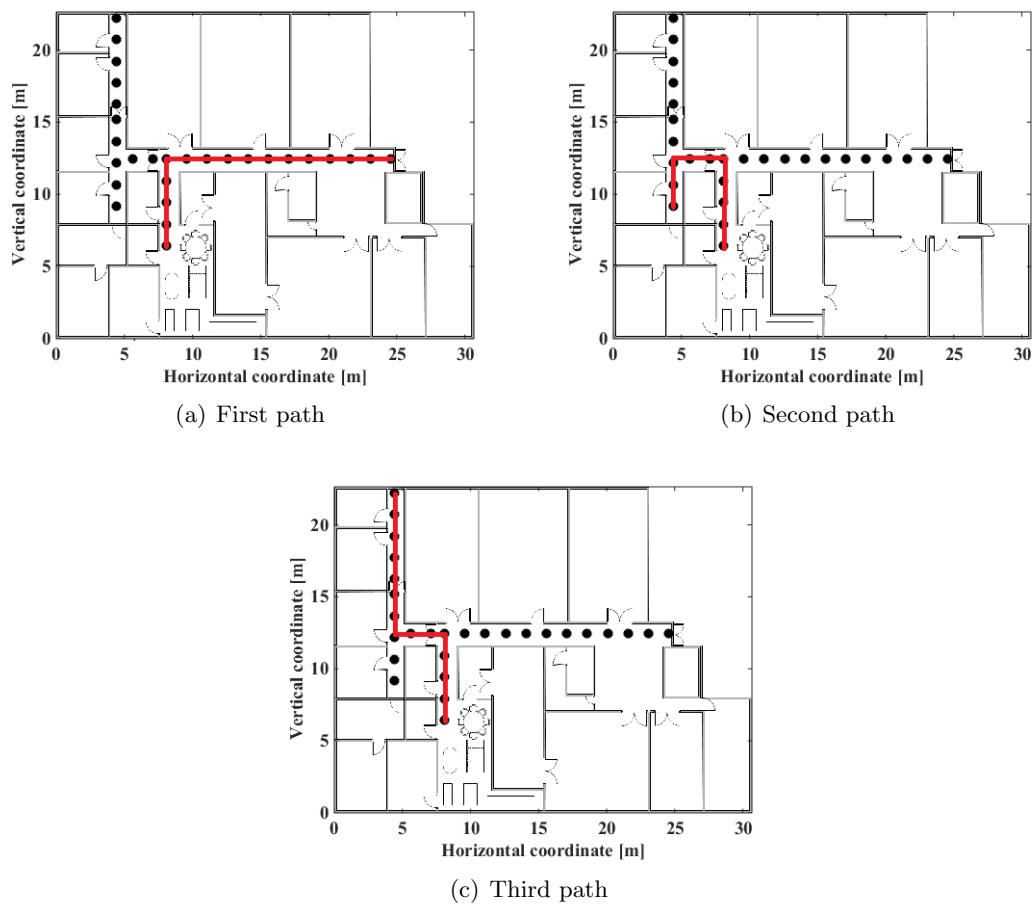 20
15
10
5
0
Vertical coordinate [m]
0 5 10 15 20 25 30
Horizontal coordinate [m]
(a) First path
20
15
10
5
0
Vertical coordinate [m]
0 5 10 15 20 25 30
Horizontal coordinate [m]
(b) Second path
20
15
10
5
0
Vertical coordinate [m]
0 5 10 15 20 25 30
Horizontal coordinate [m]
(c) Third path